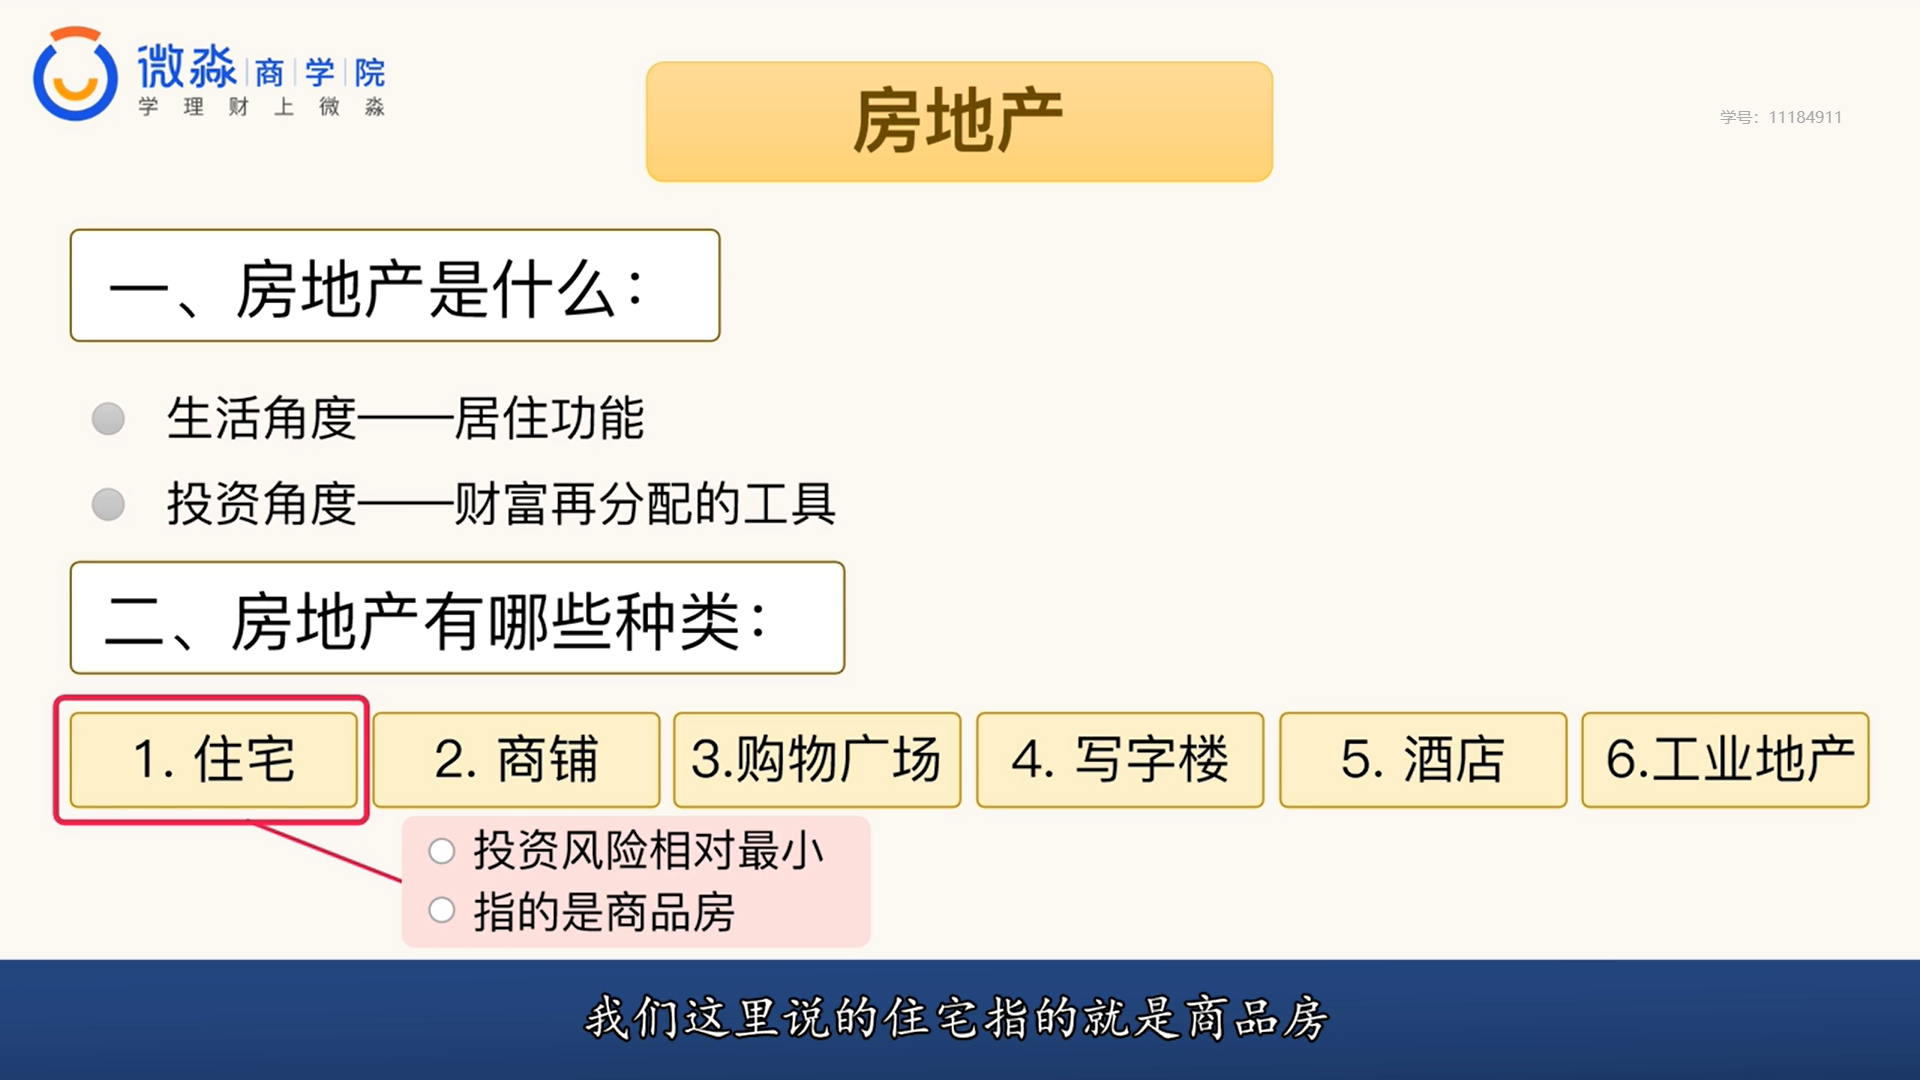 微淼商学院
学理财上微淼
房地产
学号：11184911
一、房地产是什么：
生活角度——居住功能
投资角度——财富再分配的工具
二、房地产有哪些种类：
1. 住宅
2. 商铺
3.购物广场
4. 写字楼
5. 酒店
6.工业地产
投资风险相对最小
指的是商品房
我们这里说的住宅指的就是商品房